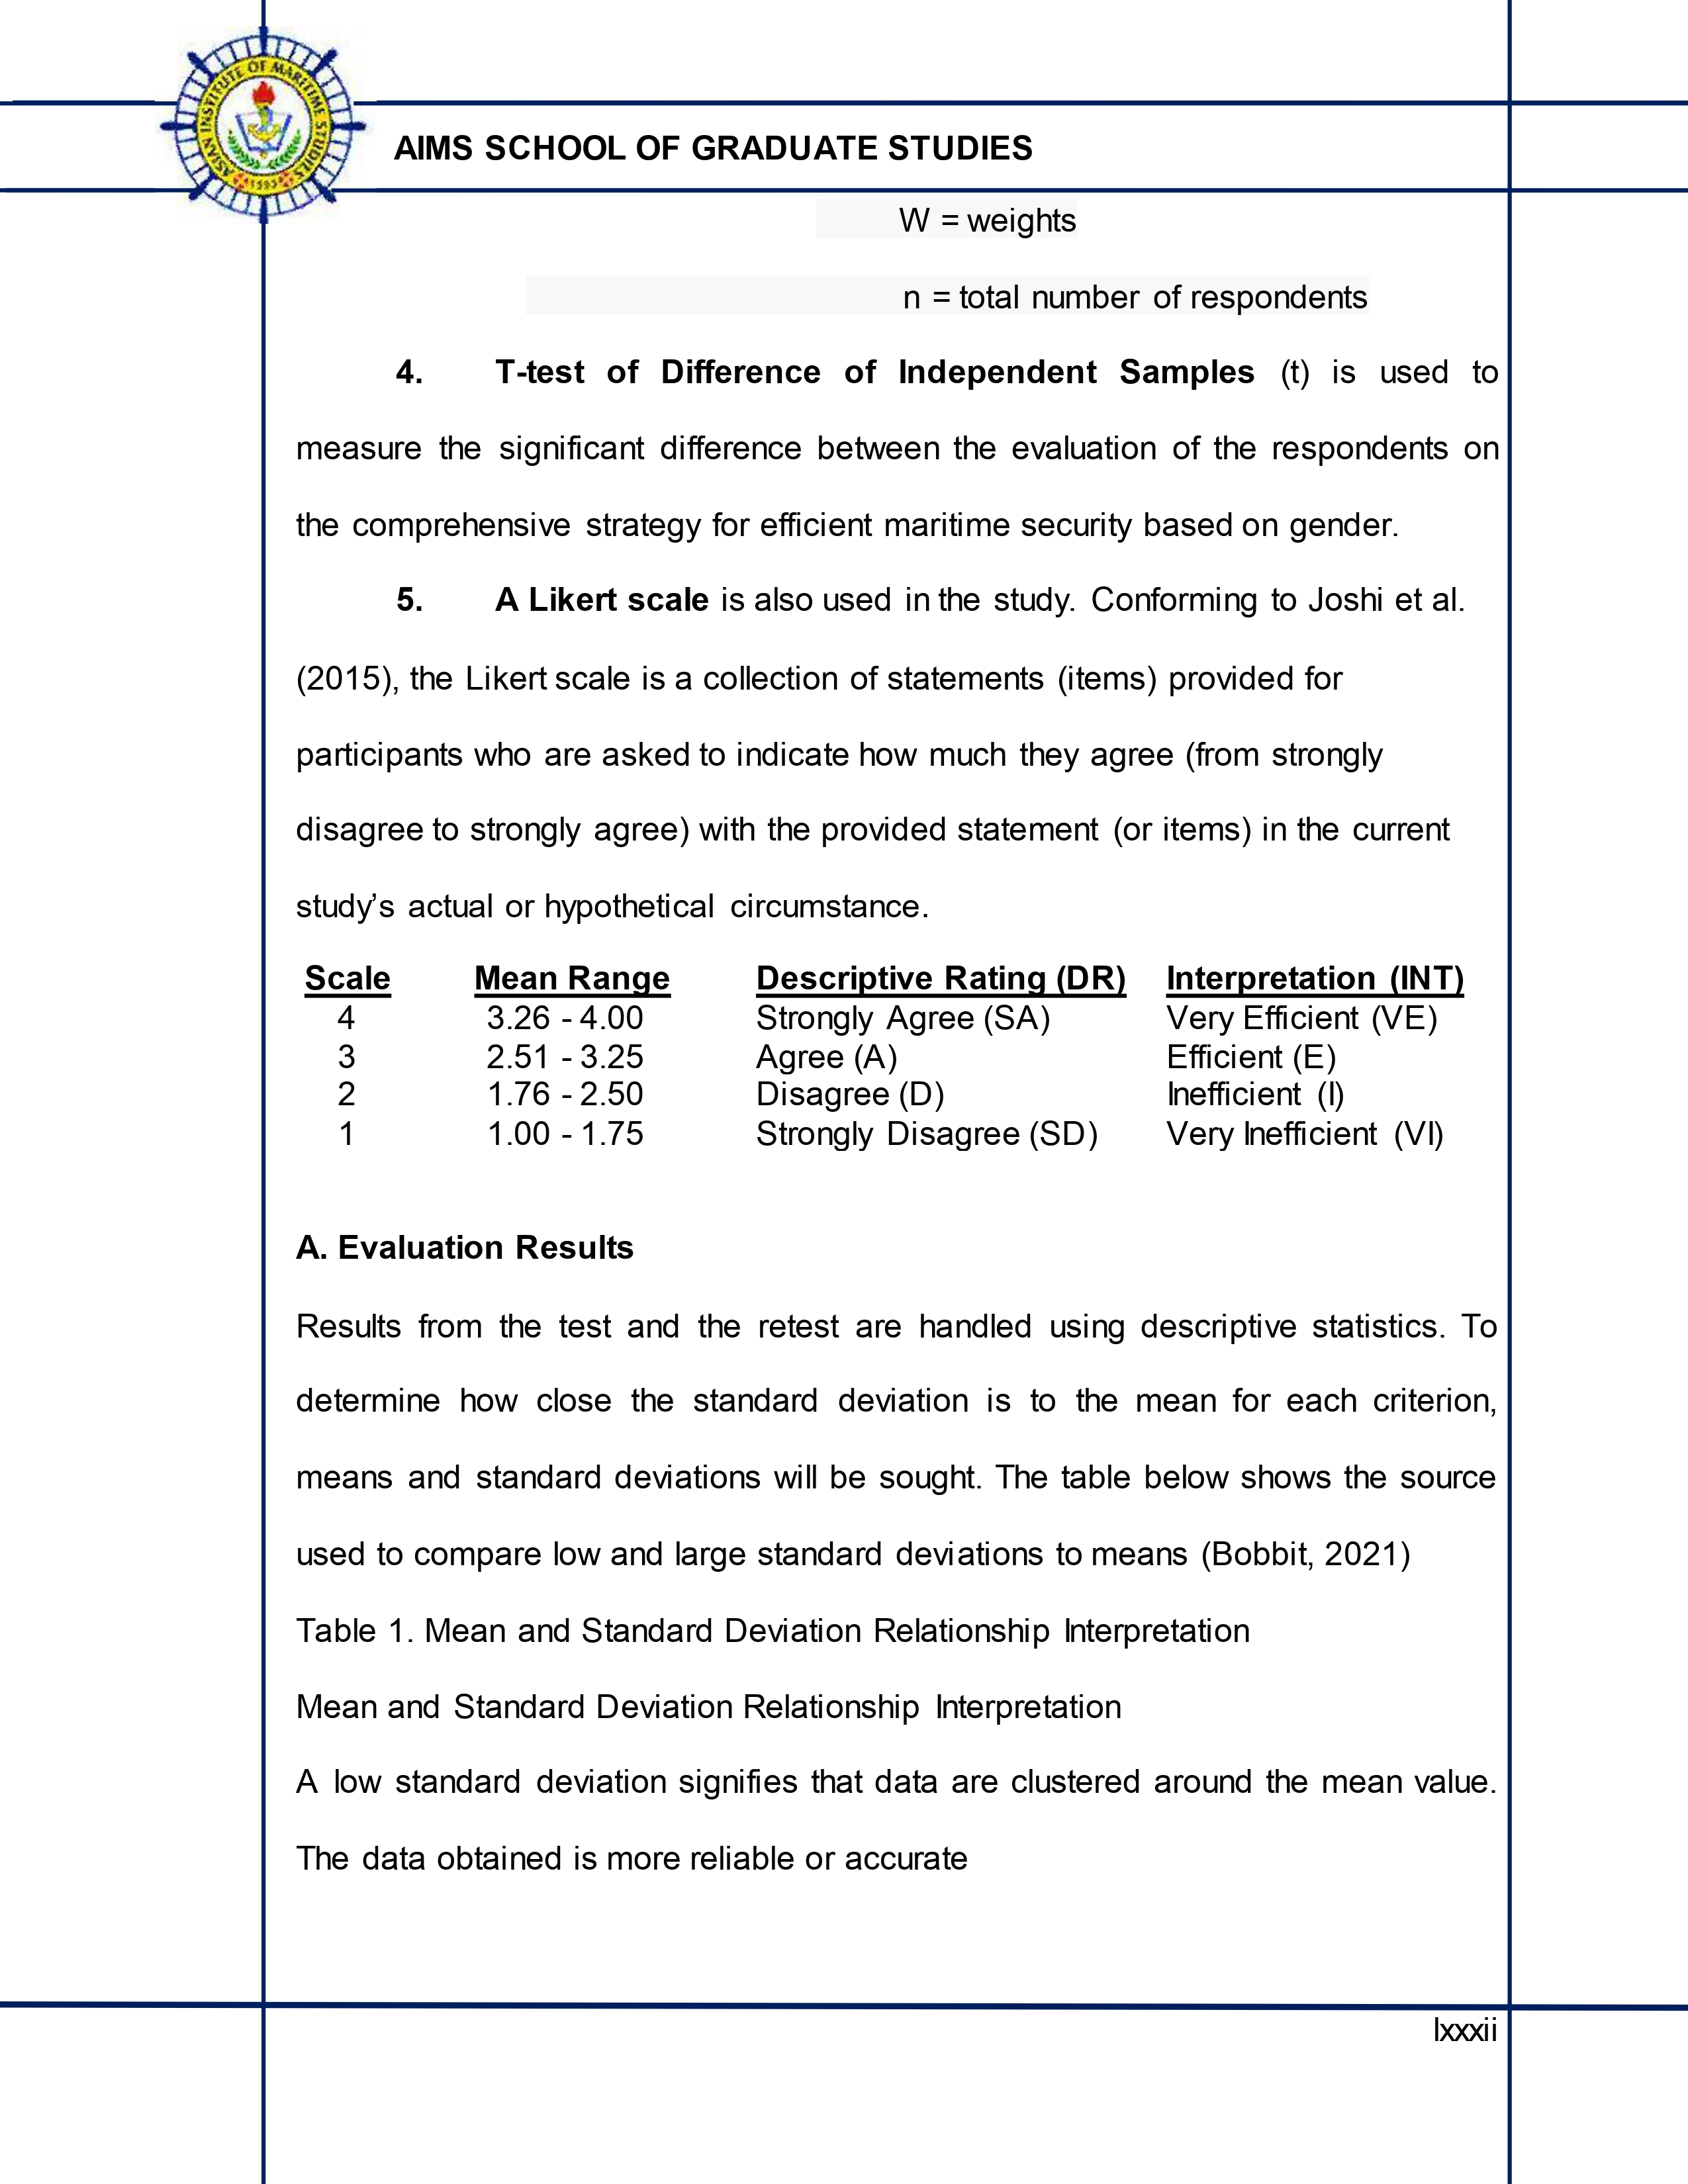 ASIAN INSTITUTE OF MARITIME STUDIES
1993
AIMS SCHOOL OF GRADUATE STUDIES
W = weights
n = total number of respondents
4. T-test of Difference of Independent Samples (t) is used to
measure the significant difference between the evaluation of the respondents on
the comprehensive strategy for efficient maritime security based on gender.
5. A Likert scale is also used in the study. Conforming to Joshi et al.
(2015), the Likert scale is a collection of statements (items) provided for
participants who are asked to indicate how much they agree (from strongly
disagree to strongly agree) with the provided statement (or items) in the current
study’s actual or hypothetical circumstance.
Scale Mean Range Descriptive Rating (DR) Interpretation (INT)
4 3.26 - 4.00 Strongly Agree (SA) Very Efficient (VE)
3 2.51 - 3.25 Agree (A) Efficient (E)
2 1.76 - 2.50 Disagree (D) Inefficient (I)
1 1.00 - 1.75 Strongly Disagree (SD) Very Inefficient (VI)
A. Evaluation Results
Results from the test and the retest are handled using descriptive statistics. To
determine how close the standard deviation is to the mean for each criterion,
means and standard deviations will be sought. The table below shows the source
used to compare low and large standard deviations to means (Bobbit, 2021)
Table 1. Mean and Standard Deviation Relationship Interpretation
Mean and Standard Deviation Relationship Interpretation
A low standard deviation signifies that data are clustered around the mean value.
The data obtained is more reliable or accurate
lxxxii